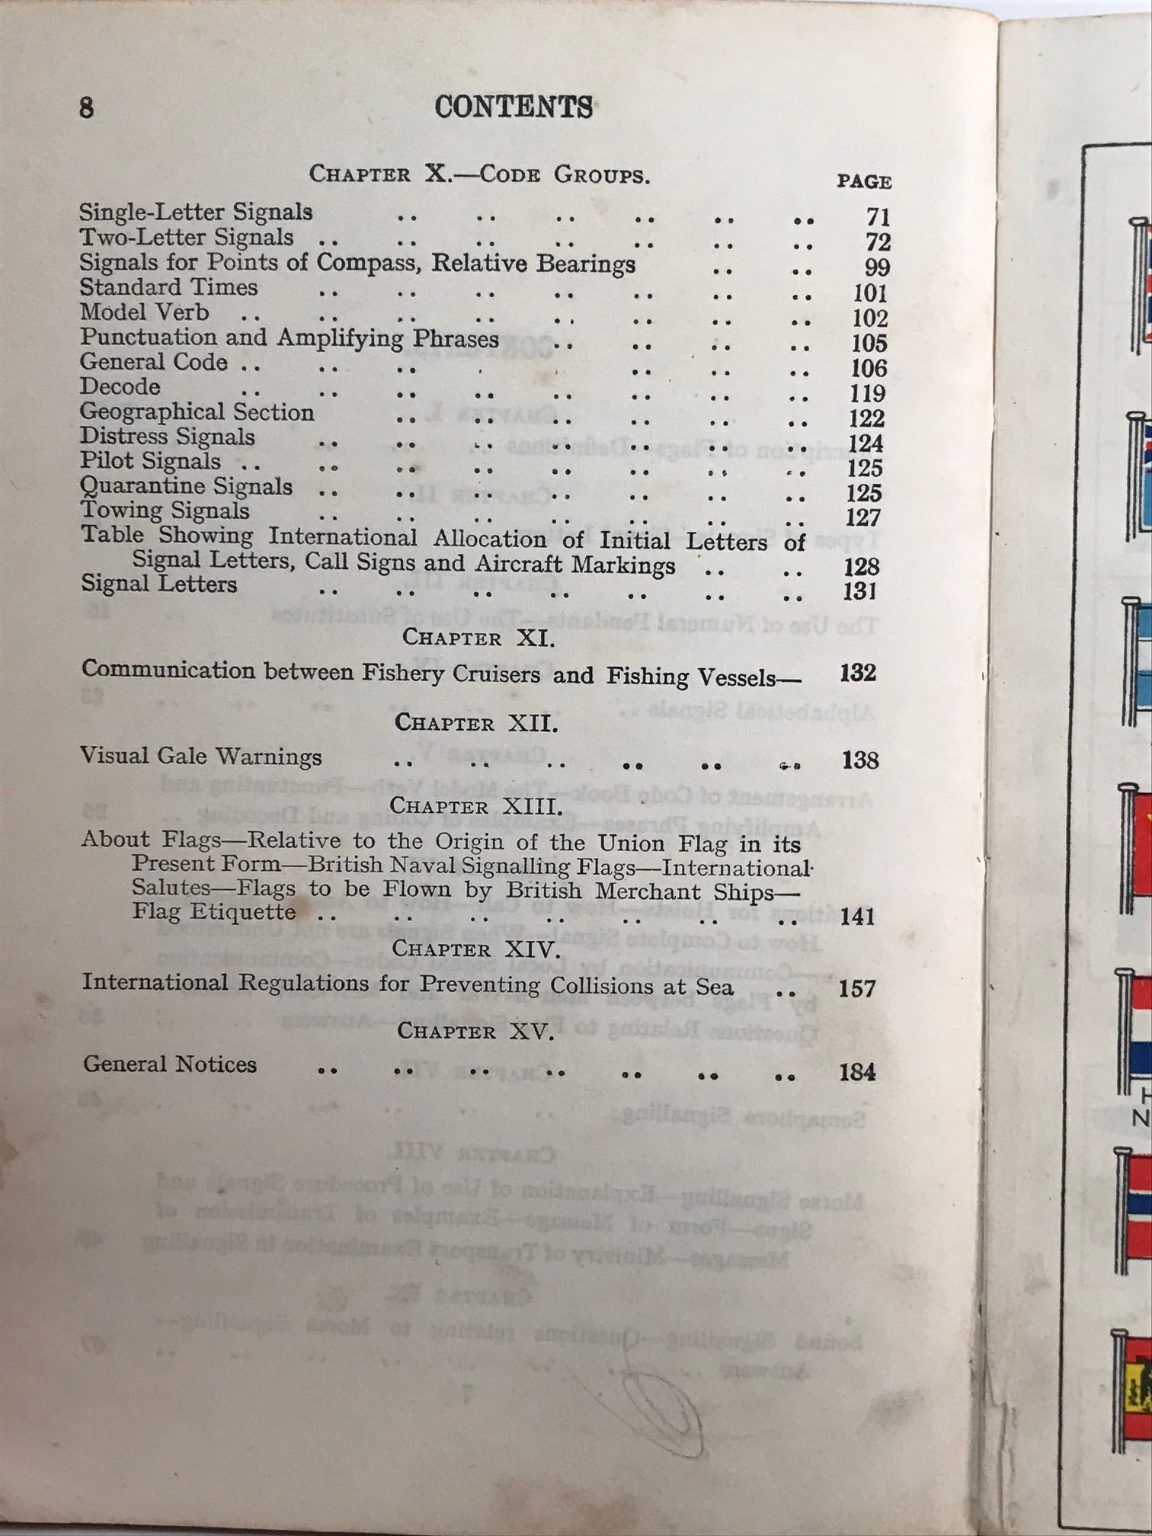 8 CONTENTS
CHAPTER X.—CODE GROUPS.
PAGE
Single-Letter Signals .. .. .. .. .. .. 71
Two-Letter Signals .. .. .. .. .. .. .. 72
Signals for Points of Compass, Relative Bearings .. .. 99
Standard Times .. .. .. .. .. .. .. 101
Model Verb .. .. .. .. .. .. .. .. 102
Punctuation and Amplifying Phrases .. .. .. .. 105
General Code .. .. .. . . .. .. .. 106
Decode .. .. .. .. .. .. .. .. 119
Geographical Section .. .. .. .. .. .. 122
Distress Signals .. .. .. .. .. .. .. 124
Pilot Signals .. .. .. .. .. .. .. .. 125
Quarantine Signals .. .. .. .. .. .. .. 125
Towing Signals .. .. .. .. .. .. .. 127
Table Showing International Allocation of Initial Letters of
Signal Letters, Call Signs and Aircraft Markings .. .. 128
Signal Letters .. .. .. .. .. .. .. 131
CHAPTER XI.
Communication between Fishery Cruisers and Fishing Vessels— 132
CHAPTER XII.
Visual Gale Warnings .. .. .. .. .. .. 138
CHAPTER XIII.
About Flags—Relative to the Origin of the Union Flag in its
Present Form—British Naval Signalling Flags—International
Salutes—Flags to be Flown by British Merchant Ships—
Flag Etiquette .. .. .. .. .. .. .. 141
CHAPTER XIV.
International Regulations for Preventing Collisions at Sea .. 157
CHAPTER XV.
General Notices .. .. .. .. .. .. .. 184